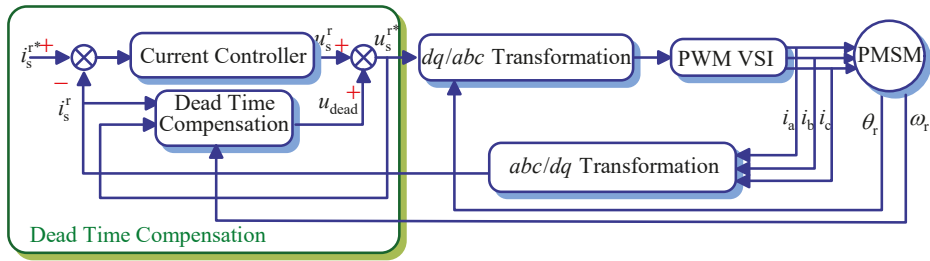 i_s^{r*} +
−
i_s^r
Current Controller
u_s^r +
u_s^{r*}
+
u_dead
Dead Time
Compensation
dq/abc Transformation
PWM VSI
PMSM
i_a i_b i_c
θ_r ω_r
abc/dq Transformation
Dead Time Compensation